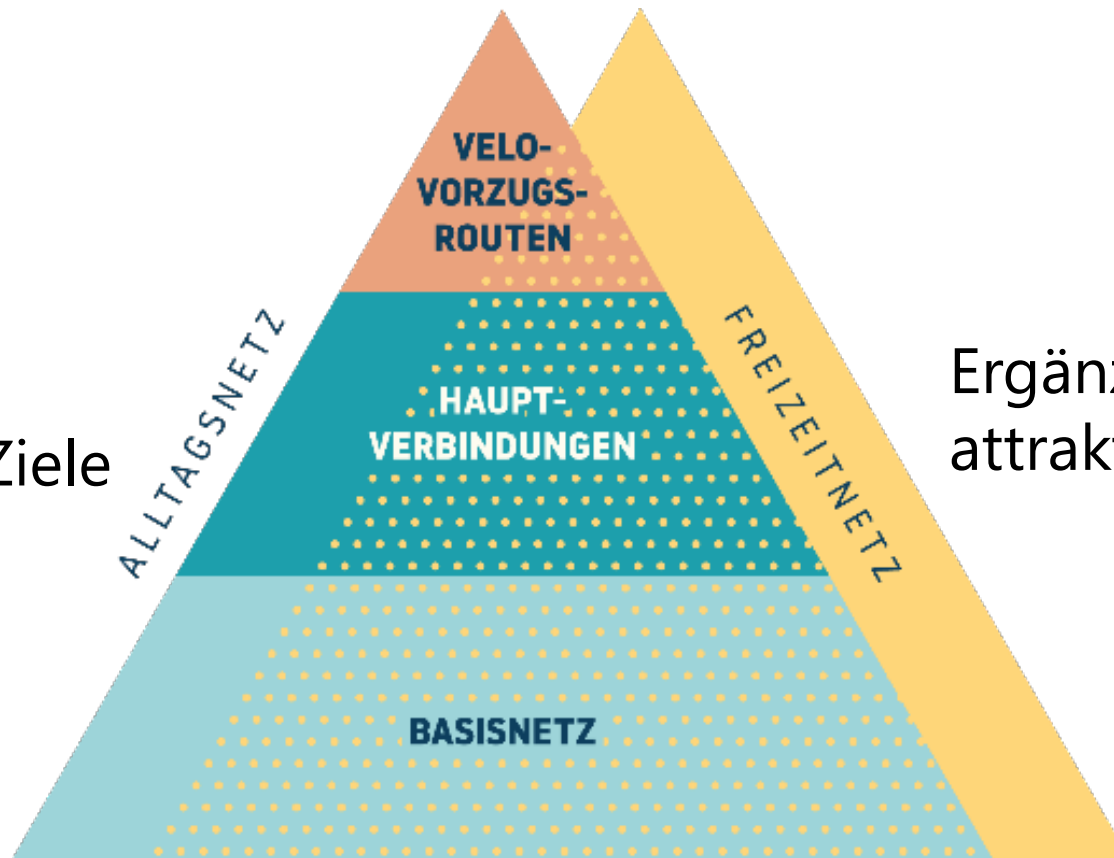 VELO-
VORZUGS-
ROUTEN
ALLTAGSNETZ
FREIZEITNETZ
HAUPT-
VERBINDUNGEN
Ziele
BASISNETZ